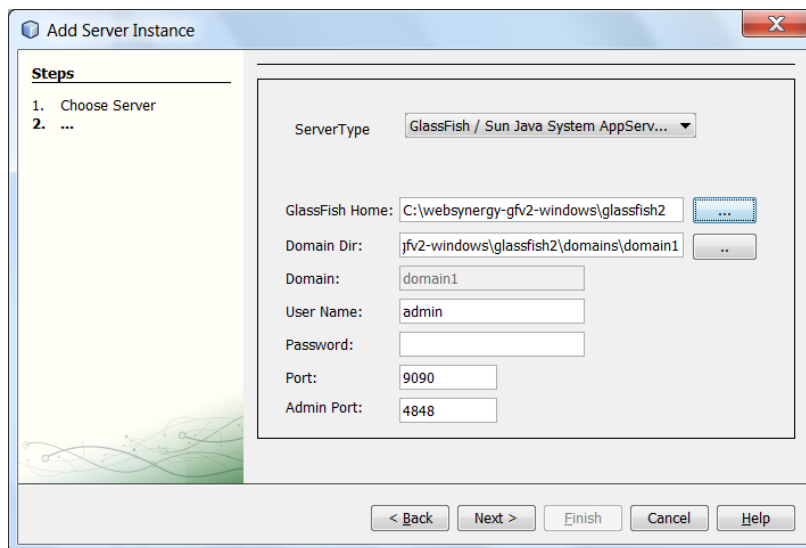 Add Server Instance
Steps
1. Choose Server
2. ...
ServerType GlassFish / Sun Java System AppServ...
GlassFish Home: C:\websynergy-gfv2-windows\glassfish2 ...
Domain Dir: gfv2-windows\glassfish2\domains\domain1 ..
Domain: domain1
User Name: admin
Password:
Port: 9090
Admin Port: 4848
< Back Next > Finish Cancel Help